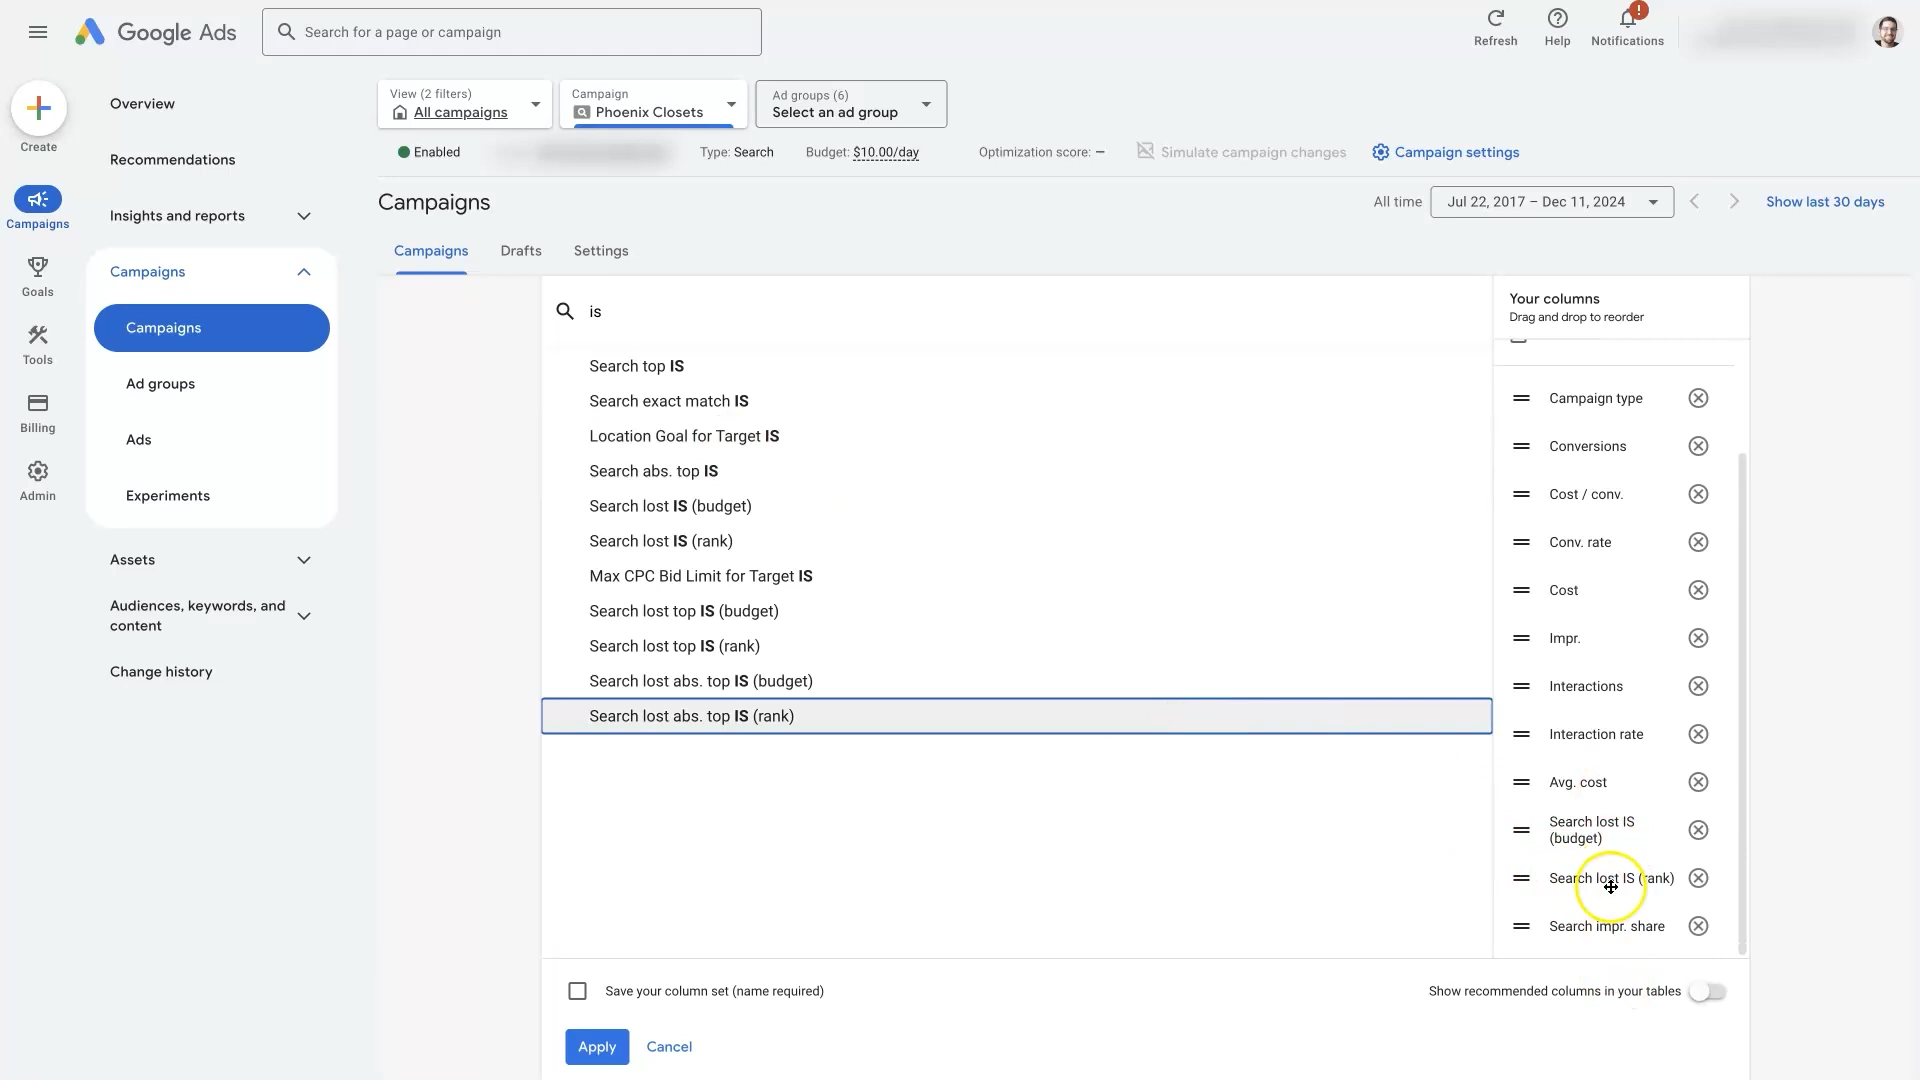 Google Ads
Search for a page or campaign
Refresh
Help
!
Notifications
Create
Campaigns
Goals
Tools
Billing
Admin
Overview
Recommendations
Insights and reports
Campaigns
Campaigns
Ad groups
Ads
Experiments
Assets
Audiences, keywords, and
content
Change history
View (2 filters)
All campaigns
Campaign
Phoenix Closets
Ad groups (6)
Select an ad group
Enabled
Type: Search
Budget: $10.00/day
Optimization score: –
Simulate campaign changes
Campaign settings
Campaigns
All time
Jul 22, 2017 – Dec 11, 2024
Show last 30 days
Campaigns
Drafts
Settings
is
Search top IS
Search exact match IS
Location Goal for Target IS
Search abs. top IS
Search lost IS (budget)
Search lost IS (rank)
Max CPC Bid Limit for Target IS
Search lost top IS (budget)
Search lost top IS (rank)
Search lost abs. top IS (budget)
Search lost abs. top IS (rank)
Your columns
Drag and drop to reorder
Campaign type
Conversions
Cost / conv.
Conv. rate
Cost
Impr.
Interactions
Interaction rate
Avg. cost
Search lost IS
(budget)
Search lost IS (rank)
Search impr. share
Save your column set (name required)
Show recommended columns in your tables
Apply
Cancel